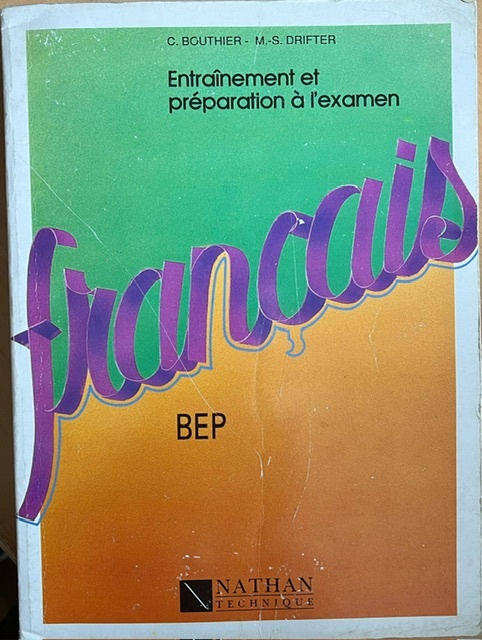 C. BOUTHIER - M.-S. DRIFTER
Entraînement et
préparation à l'examen
français
BEP
NATHAN
TECHNIQUE